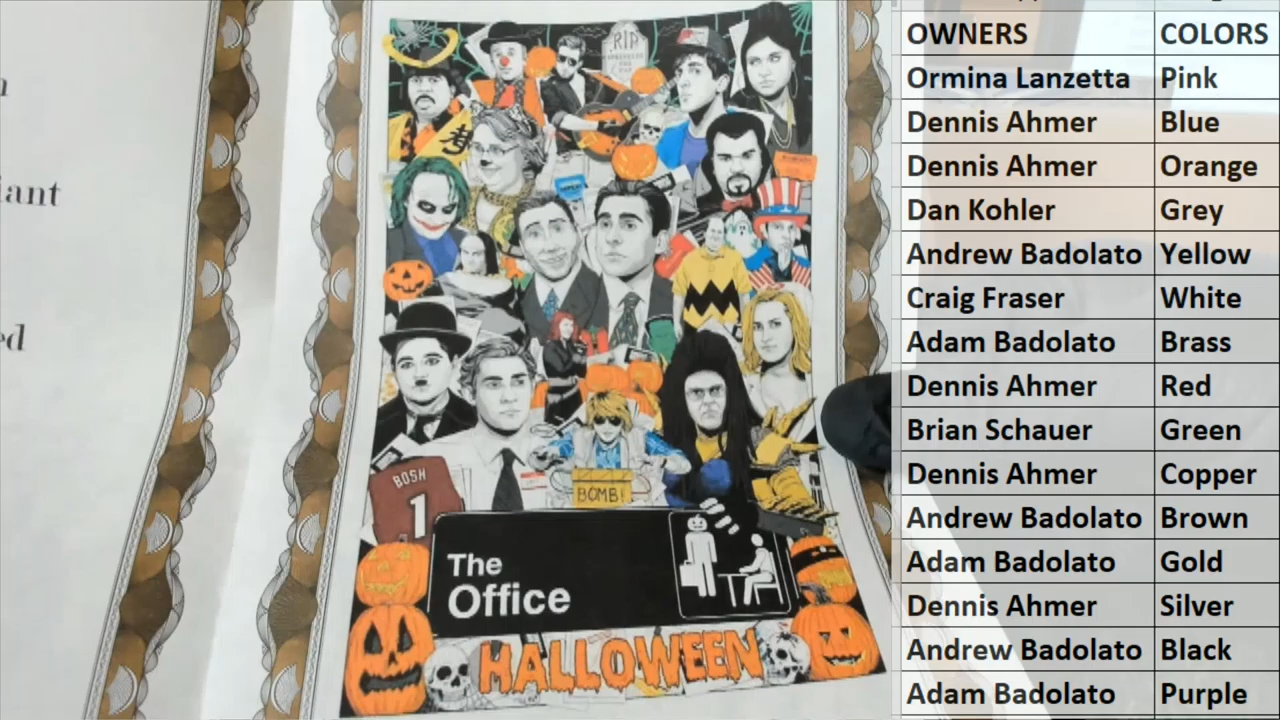 iant
ed
RIP
BOSH
1
BOMB!
The
Office
HALLOWEEN
OWNERS COLORS
Ormina Lanzetta Pink
Dennis Ahmer Blue
Dennis Ahmer Orange
Dan Kohler Grey
Andrew Badolato Yellow
Craig Fraser White
Adam Badolato Brass
Dennis Ahmer Red
Brian Schauer Green
Dennis Ahmer Copper
Andrew Badolato Brown
Adam Badolato Gold
Dennis Ahmer Silver
Andrew Badolato Black
Adam Badolato Purple